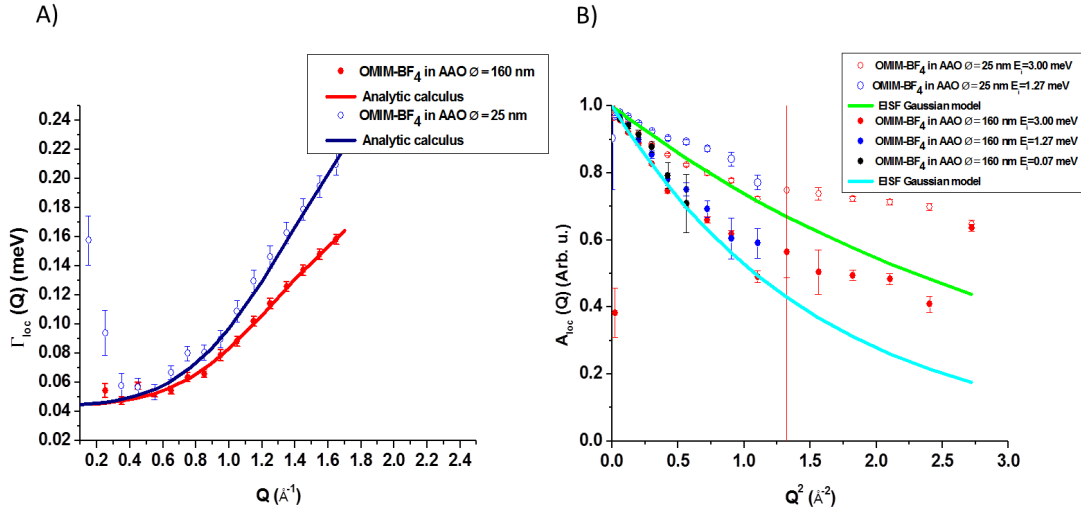 A)
OMIM-BF4 in AAO Ø = 160 nm
Analytic calculus
OMIM-BF4 in AAO Ø = 25 nm
Analytic calculus
Γloc (Q) (meV)
0.24
0.22
0.20
0.18
0.16
0.14
0.12
0.10
0.08
0.06
0.04
0.02
0.2 0.4 0.6 0.8 1.0 1.2 1.4 1.6 1.8 2.0 2.2 2.4
Q (Å-1)
B)
OMIM-BF4 in AAO Ø = 25 nm Ei=3.00 meV
OMIM-BF4 in AAO Ø = 25 nm Ei=1.27 meV
EISF Gaussian model
OMIM-BF4 in AAO Ø = 160 nm Ei=3.00 meV
OMIM-BF4 in AAO Ø = 160 nm Ei=1.27 meV
OMIM-BF4 in AAO Ø = 160 nm Ei=0.07 meV
EISF Gaussian model
Aloc (Q) (Arb. u.)
1.0
0.8
0.6
0.4
0.2
0.0
0.0 0.5 1.0 1.5 2.0 2.5 3.0
Q2 (Å-2)